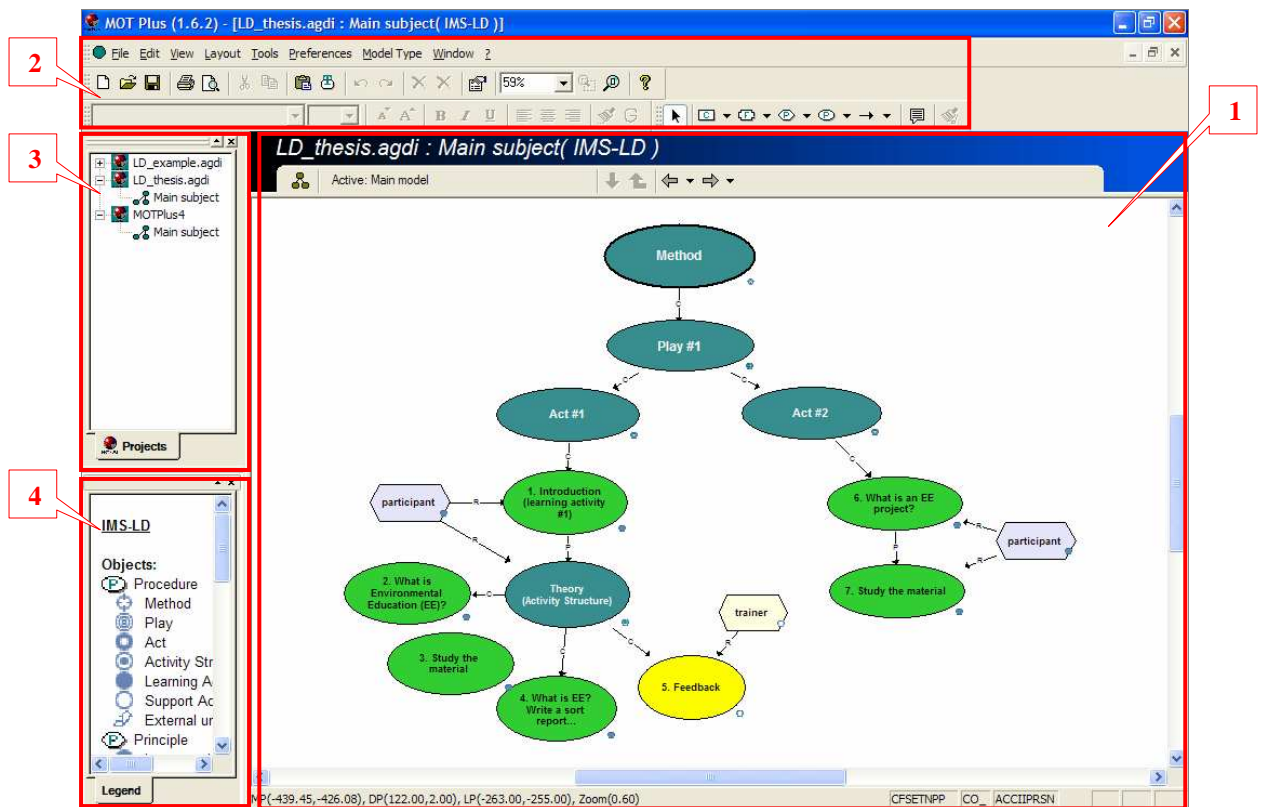 MOT Plus (1.6.2) - [LD_thesis.agdi : Main subject( IMS-LD )]
File Edit View Layout Tools Preferences Model Type Window ?
59%
B I U G C F P P
2
1
3
4
LD_example.agdi
LD_thesis.agdi
Main subject
MOTPlus4
Main subject
Projects
LD_thesis.agdi : Main subject( IMS-LD )
Active: Main model
Method
C
Play #1
C
C
Act #1
Act #2
C
C
participant
R
1. Introduction
(learning activity
#1)
6. What is an EE
project?
R
P
R
participant
P
R
2. What is
Environmental
Education (EE)?
C
Theory
(Activity Structure)
7. Study the material
trainer
3. Study the
material
C
C
R
4. What is EE?
Write a sort
report...
5. Feedback
IMS-LD
Objects:
P Procedure
Method
Play
Act
Activity Str
Learning A
Support Ac
External ur
P Principle
Legend
MP(-439.45,-426.08), DP(122.00,2.00), LP(-263.00,-255.00), Zoom(0.60)
CFSETNPP CO_ ACCIIPRSN